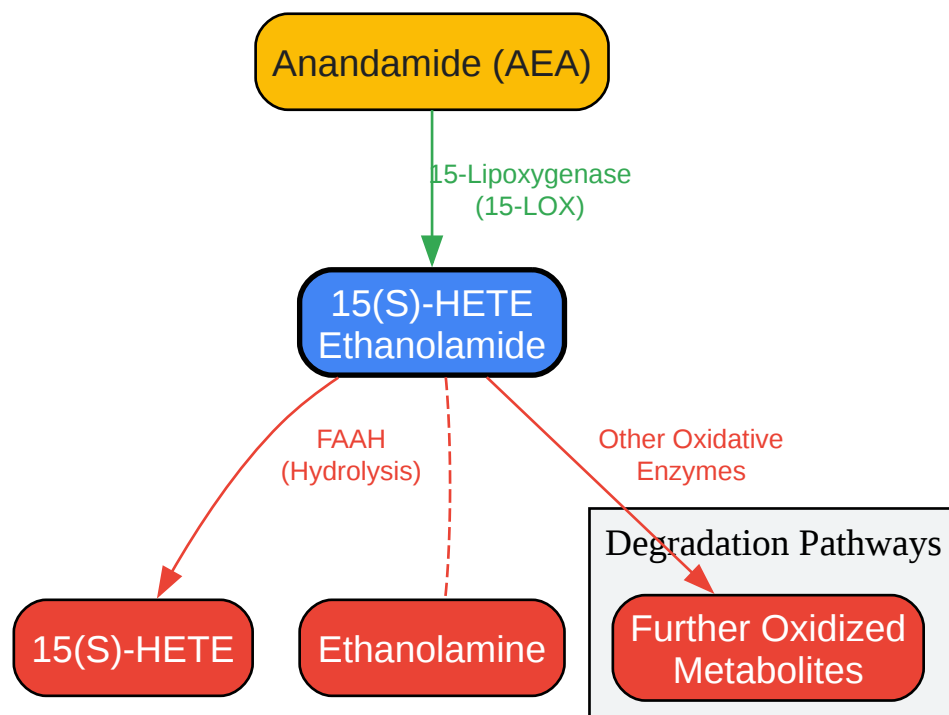 Anandamide (AEA)
15-Lipoxygenase
(15-LOX)
15(S)-HETE
Ethanolamide
FAAH
(Hydrolysis)
Other Oxidative
Enzymes
Degradation Pathways
15(S)-HETE
Ethanolamine
Further Oxidized
Metabolites